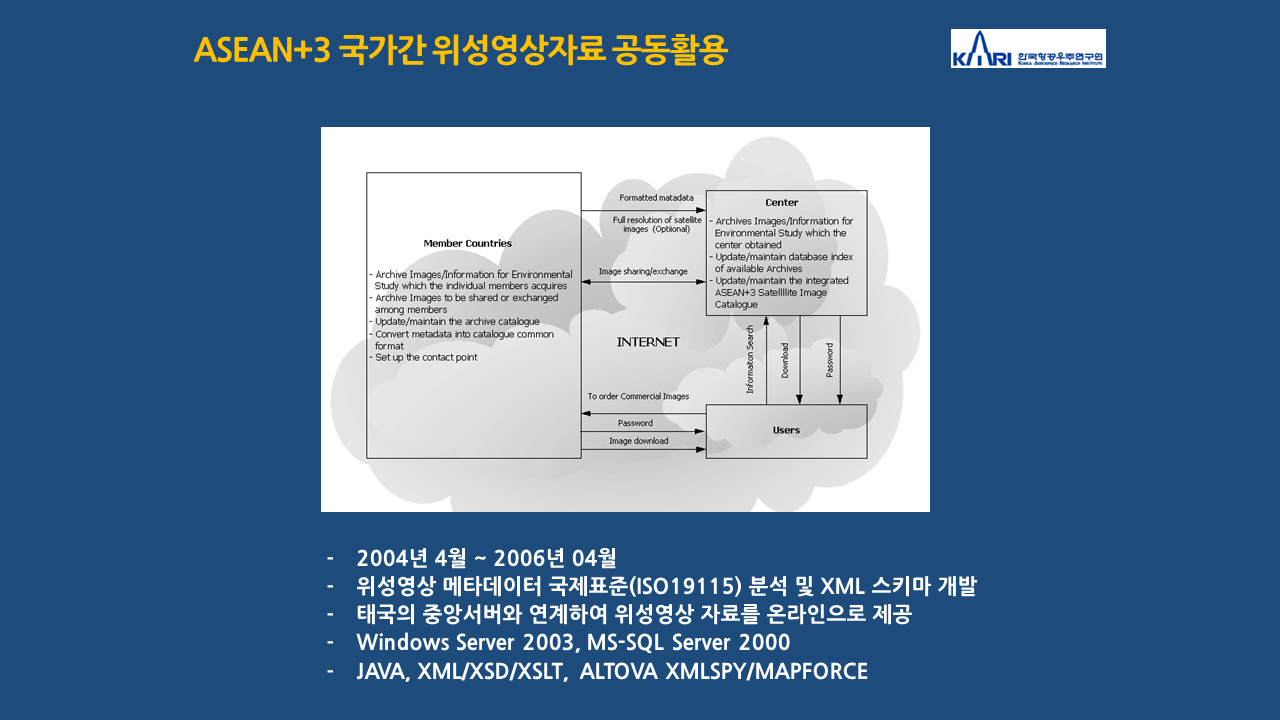 ASEAN+3 국가간 위성영상자료 공동활용
KARI 한국항공우주연구원
KOREA AEROSPACE RESEARCH INSTITUTE
Member Countries
- Archive Images/Information for Environmental
Study which the individual members acquires
- Archive Images to be shared or exchanged
among members
- Update/maintain the archive catalogue
- Convert metadata into catalogue common
format
- Set up the contact point
Formatted matadata
Full resolution of satellite
images (Optional)
Image sharing/exchange
INTERNET
To order Commercial Images
Password
Image download
Center
- Archives Images/Information for
Environmental Study which the
center obtained
- Update/maintain database index
of available Archives
- Update/maintain the integrated
ASEAN+3 Satellllite Image
Catalogue
Informaiton Search
Download
Password
Users
- 2004년 4월 ~ 2006년 04월
- 위성영상 메타데이터 국제표준(ISO19115) 분석 및 XML 스키마 개발
- 태국의 중앙서버와 연계하여 위성영상 자료를 온라인으로 제공
- Windows Server 2003, MS-SQL Server 2000
- JAVA, XML/XSD/XSLT, ALTOVA XMLSPY/MAPFORCE